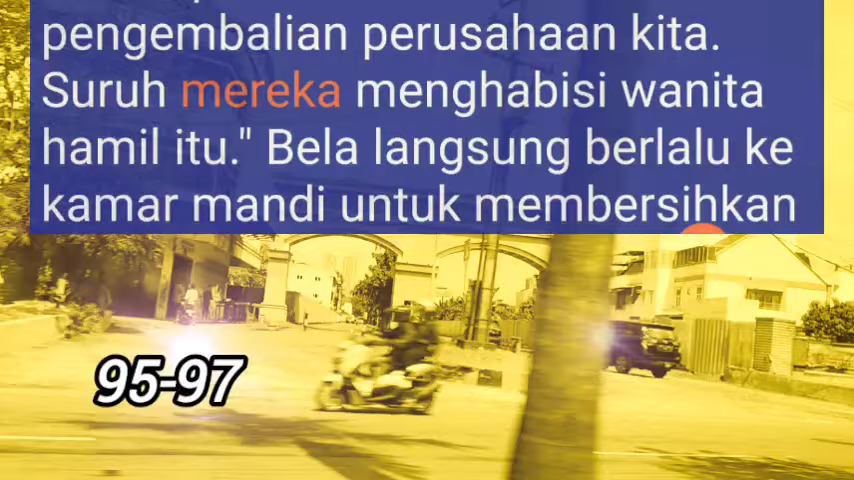 pengembalian perusahaan kita.
Suruh mereka menghabisi wanita
hamil itu." Bela langsung berlalu ke
kamar mandi untuk membersihkan
95-97